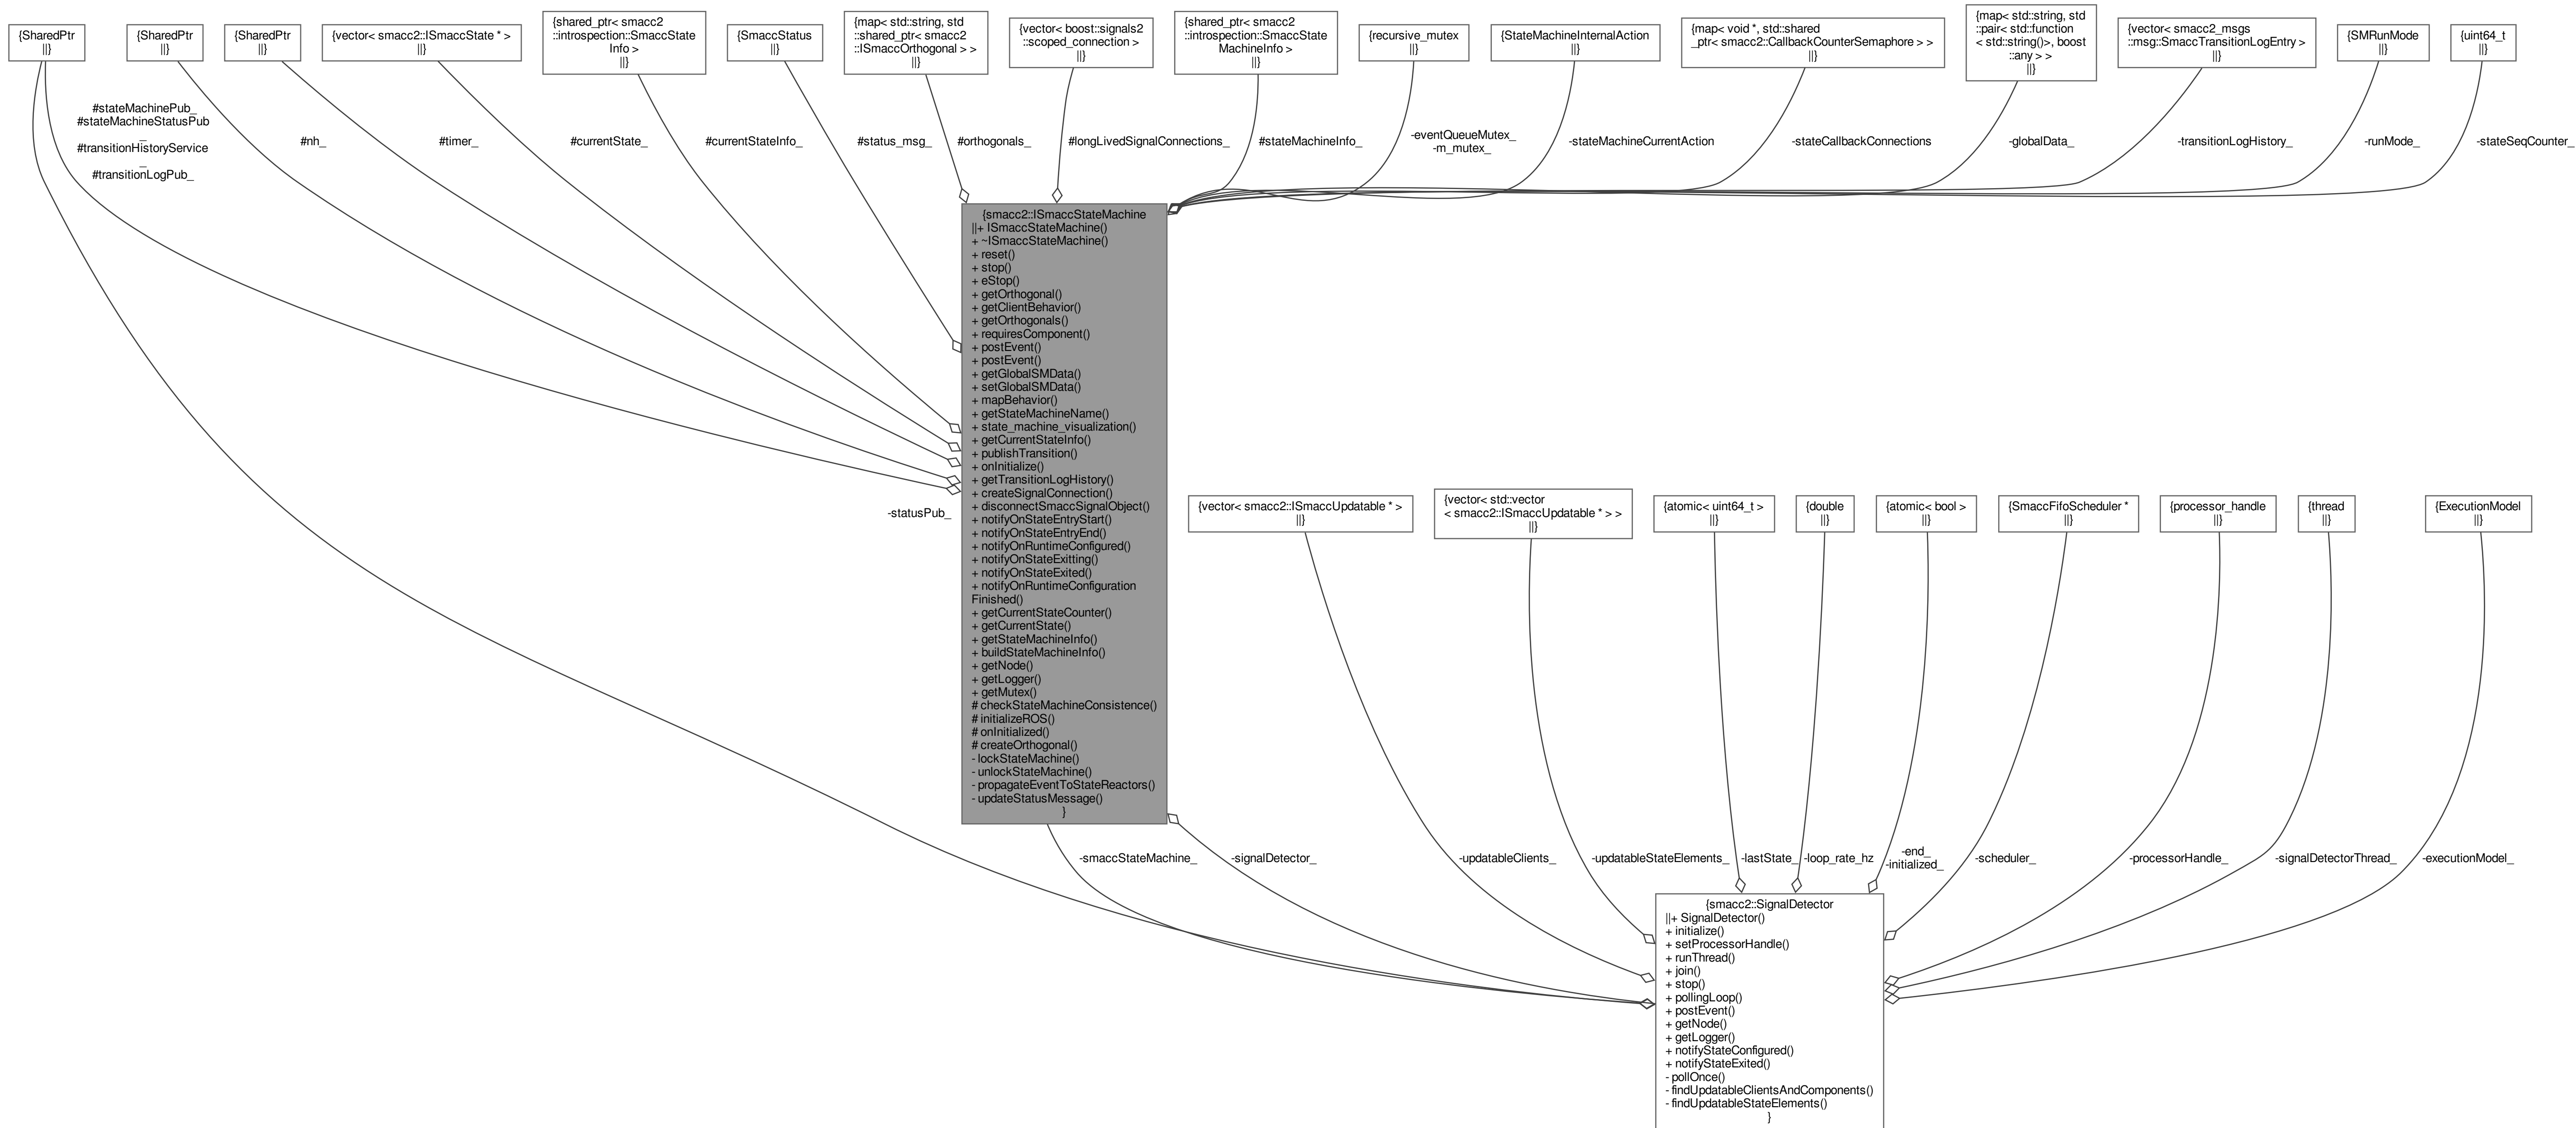 {SharedPtr
||}
{SharedPtr
||}
{SharedPtr
||}
{vector< smacc2::ISmaccState * >
||}
{shared_ptr< smacc2
::introspection::SmaccState
Info >
||}
{SmaccStatus
||}
{map< std::string, std
::shared_ptr< smacc2
::ISmaccOrthogonal > >
||}
{vector< boost::signals2
::scoped_connection >
||}
{shared_ptr< smacc2
::introspection::SmaccState
MachineInfo >
||}
{recursive_mutex
||}
{StateMachineInternalAction
||}
{map< void *, std::shared
_ptr< smacc2::CallbackCounterSemaphore > >
||}
{map< std::string, std
::pair< std::function
< std::string()>, boost
::any > >
||}
{vector< smacc2_msgs
::msg::SmaccTransitionLogEntry >
||}
{SMRunMode
||}
{uint64_t
||}
#stateMachinePub_
#stateMachineStatusPub
_
#transitionHistoryService
_
#transitionLogPub_
#nh_
#timer_
#currentState_
#currentStateInfo_
#status_msg_
#orthogonals_
#longLivedSignalConnections_
#stateMachineInfo_
-eventQueueMutex_
-m_mutex_
-stateMachineCurrentAction
-stateCallbackConnections
-globalData_
-transitionLogHistory_
-runMode_
-stateSeqCounter_
{smacc2::ISmaccStateMachine
||+ ISmaccStateMachine()
+ ~ISmaccStateMachine()
+ reset()
+ stop()
+ eStop()
+ getOrthogonal()
+ getClientBehavior()
+ getOrthogonals()
+ requiresComponent()
+ postEvent()
+ postEvent()
+ getGlobalSMData()
+ setGlobalSMData()
+ mapBehavior()
+ getStateMachineName()
+ state_machine_visualization()
+ getCurrentStateInfo()
+ publishTransition()
+ onInitialize()
+ getTransitionLogHistory()
+ createSignalConnection()
+ disconnectSmaccSignalObject()
+ notifyOnStateEntryStart()
+ notifyOnStateEntryEnd()
+ notifyOnRuntimeConfigured()
+ notifyOnStateExitting()
+ notifyOnStateExited()
+ notifyOnRuntimeConfiguration
Finished()
+ getCurrentStateCounter()
+ getCurrentState()
+ getStateMachineInfo()
+ buildStateMachineInfo()
+ getNode()
+ getLogger()
+ getMutex()
# checkStateMachineConsistence()
# initializeROS()
# onInitialized()
# createOrthogonal()
- lockStateMachine()
- unlockStateMachine()
- propagateEventToStateReactors()
- updateStatusMessage()
}
-statusPub_
{vector< smacc2::ISmaccUpdatable * >
||}
{vector< std::vector
< smacc2::ISmaccUpdatable * > >
||}
{atomic< uint64_t >
||}
{double
||}
{atomic< bool >
||}
{SmaccFifoScheduler *
||}
{processor_handle
||}
{thread
||}
{ExecutionModel
||}
-smaccStateMachine_
-signalDetector_
-updatableClients_
-updatableStateElements_
-lastState_
-loop_rate_hz
-end_
-initialized_
-scheduler_
-processorHandle_
-signalDetectorThread_
-executionModel_
{smacc2::SignalDetector
||+ SignalDetector()
+ initialize()
+ setProcessorHandle()
+ runThread()
+ join()
+ stop()
+ pollingLoop()
+ postEvent()
+ getNode()
+ getLogger()
+ notifyStateConfigured()
+ notifyStateExited()
- pollOnce()
- findUpdatableClientsAndComponents()
- findUpdatableStateElements()
}